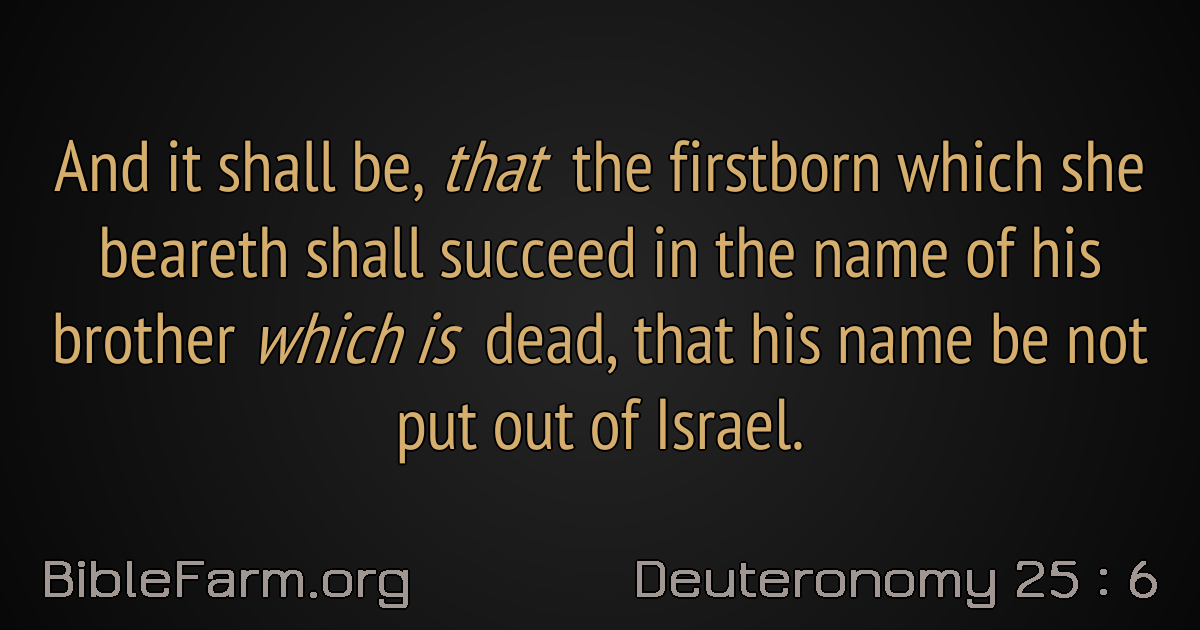 And it shall be, that the firstborn which she
beareth shall succeed in the name of his
brother which is dead, that his name be not
put out of Israel.
BibleFarm.org
Deuteronomy 25 : 6